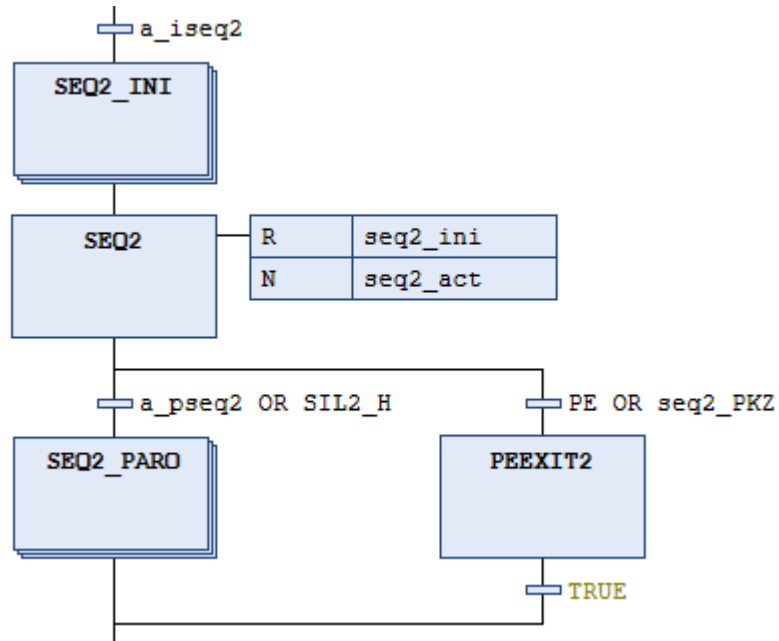 a_iseq2
SEQ2_INI
SEQ2
R seq2_ini
N seq2_act
a_pseq2 OR SIL2_H
PE OR seq2_PKZ
SEQ2_PARO
PEEXIT2
TRUE